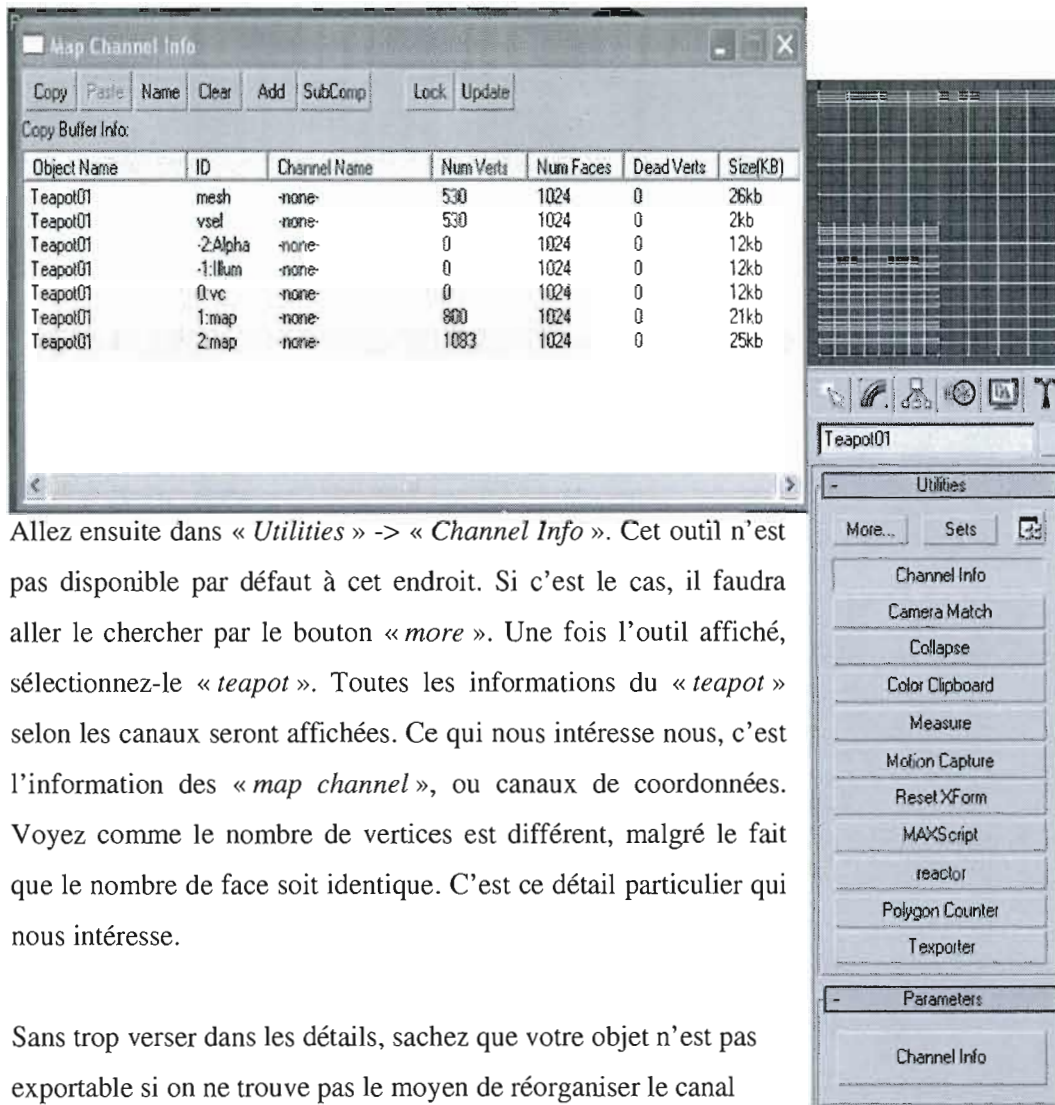 Map Channel Info
Copy Paste Name Clear Add SubComp Lock Update
Copy Buffer Info:
Object Name ID Channel Name Num Verts Num Faces Dead Verts Size(KB)
Teapot01 mesh -none- 530 1024 0 26kb
Teapot01 vsel -none- 530 1024 0 2kb
Teapot01 -2:Alpha -none- 0 1024 0 12kb
Teapot01 -1:Illum -none- 0 1024 0 12kb
Teapot01 0:vc -none- 0 1024 0 12kb
Teapot01 1:map -none- 800 1024 0 21kb
Teapot01 2:map -none- 1083 1024 0 25kb
Allez ensuite dans « Utilities » -> « Channel Info ». Cet outil n'est
pas disponible par défaut à cet endroit. Si c'est le cas, il faudra
aller le chercher par le bouton « more ». Une fois l'outil affiché,
sélectionnez-le « teapot ». Toutes les informations du « teapot »
selon les canaux seront affichées. Ce qui nous intéresse nous, c'est
l'information des « map channel », ou canaux de coordonnées.
Voyez comme le nombre de vertices est différent, malgré le fait
que le nombre de face soit identique. C'est ce détail particulier qui
nous intéresse.
Sans trop verser dans les détails, sachez que votre objet n'est pas
exportable si on ne trouve pas le moyen de réorganiser le canal
Teapot01
- Utilities
More... Sets
Channel Info
Camera Match
Collapse
Color Clipboard
Measure
Motion Capture
Reset XForm
MAXScript
reactor
Polygon Counter
Texporter
- Parameters
Channel Info